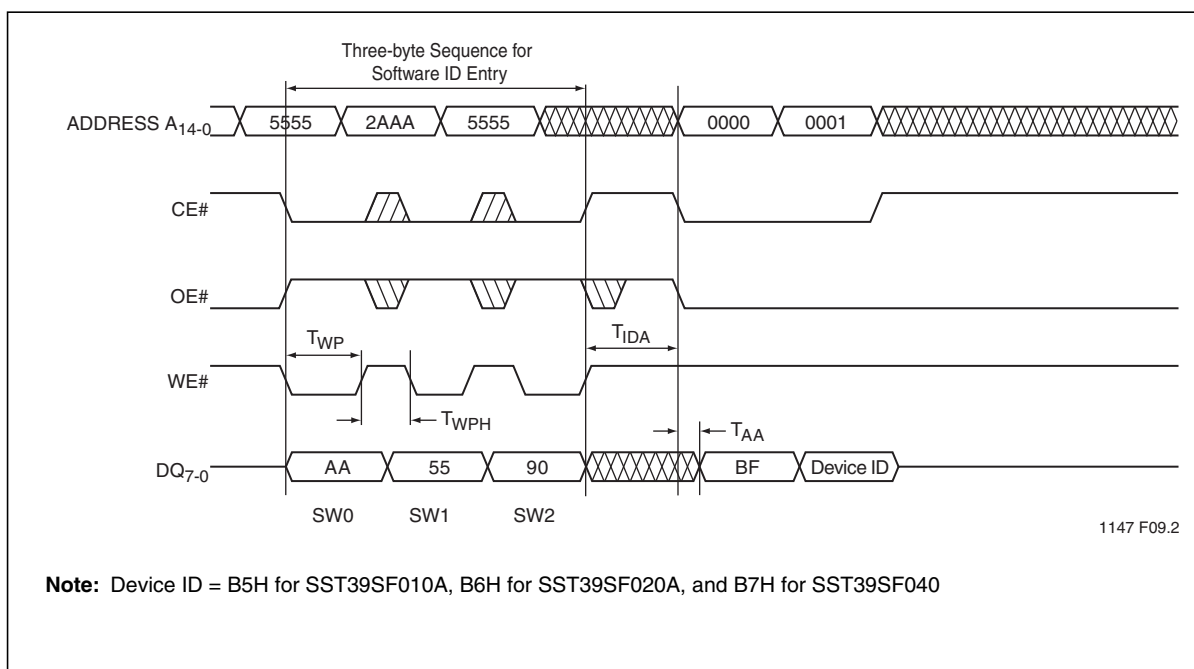 Three-byte Sequence for
Software ID Entry
ADDRESS A14-0
5555
2AAA
5555
0000
0001
CE#
OE#
TWP
TIDA
WE#
TWPH
TAA
DQ7-0
AA
55
90
BF
Device ID
SW0
SW1
SW2
1147 F09.2
Note: Device ID = B5H for SST39SF010A, B6H for SST39SF020A, and B7H for SST39SF040